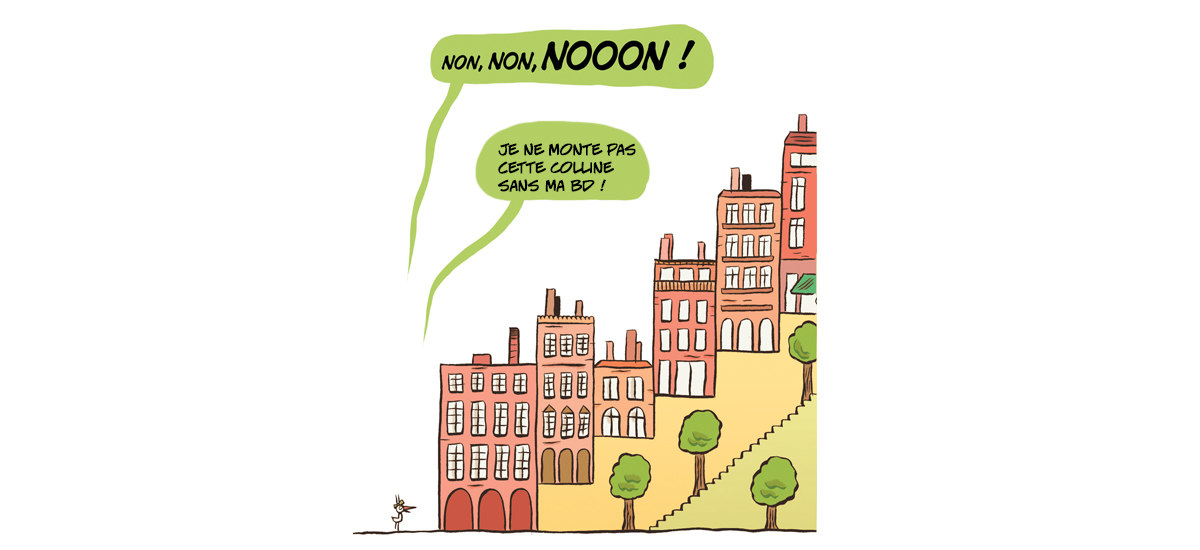 NON, NON, NOOON !
JE NE MONTE PAS
CETTE COLLINE
SANS MA BD !